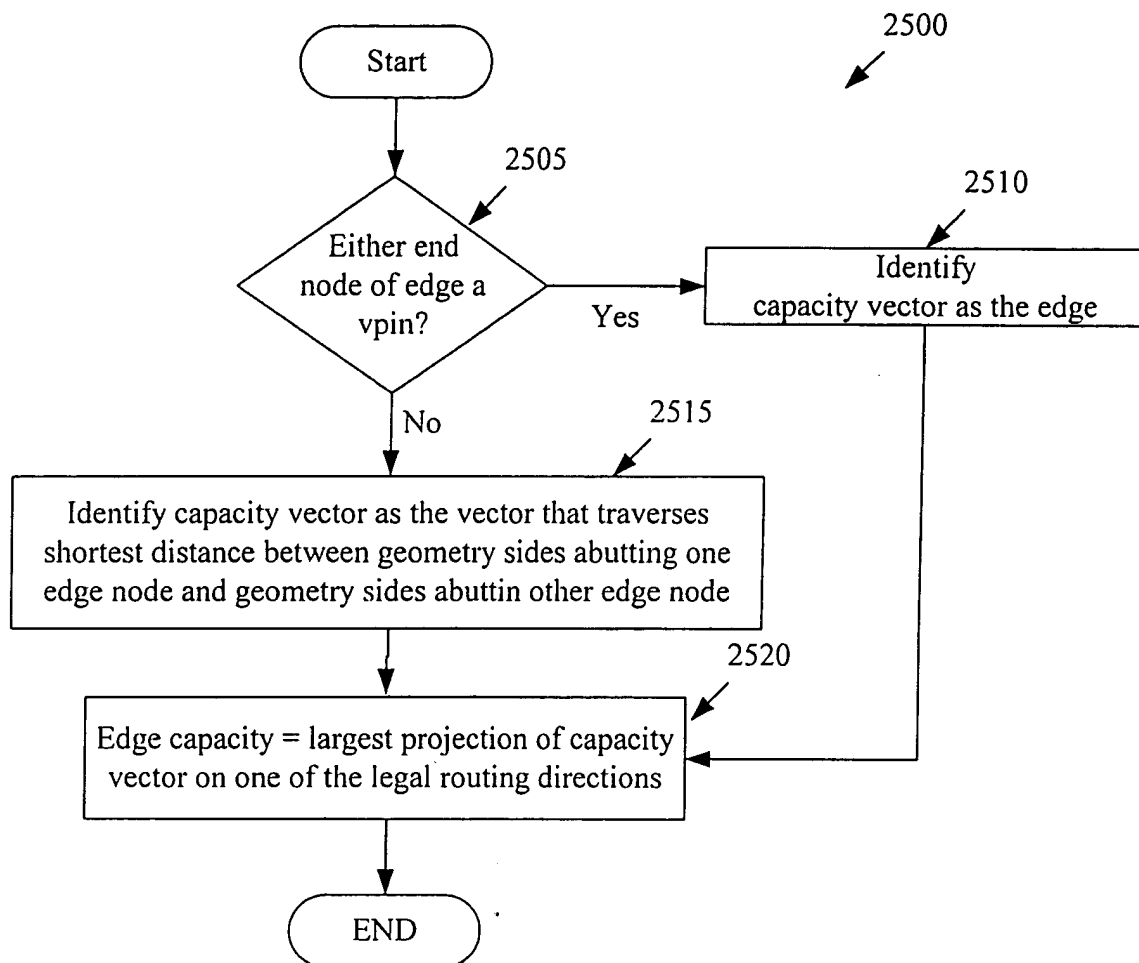 2500
Start
2505
Either end
node of edge a
vpin?
2510
Identify
capacity vector as the edge
Yes
No
2515
Identify capacity vector as the vector that traverses
shortest distance between geometry sides abutting one
edge node and geometry sides abuttin other edge node
2520
Edge capacity = largest projection of capacity
vector on one of the legal routing directions
END